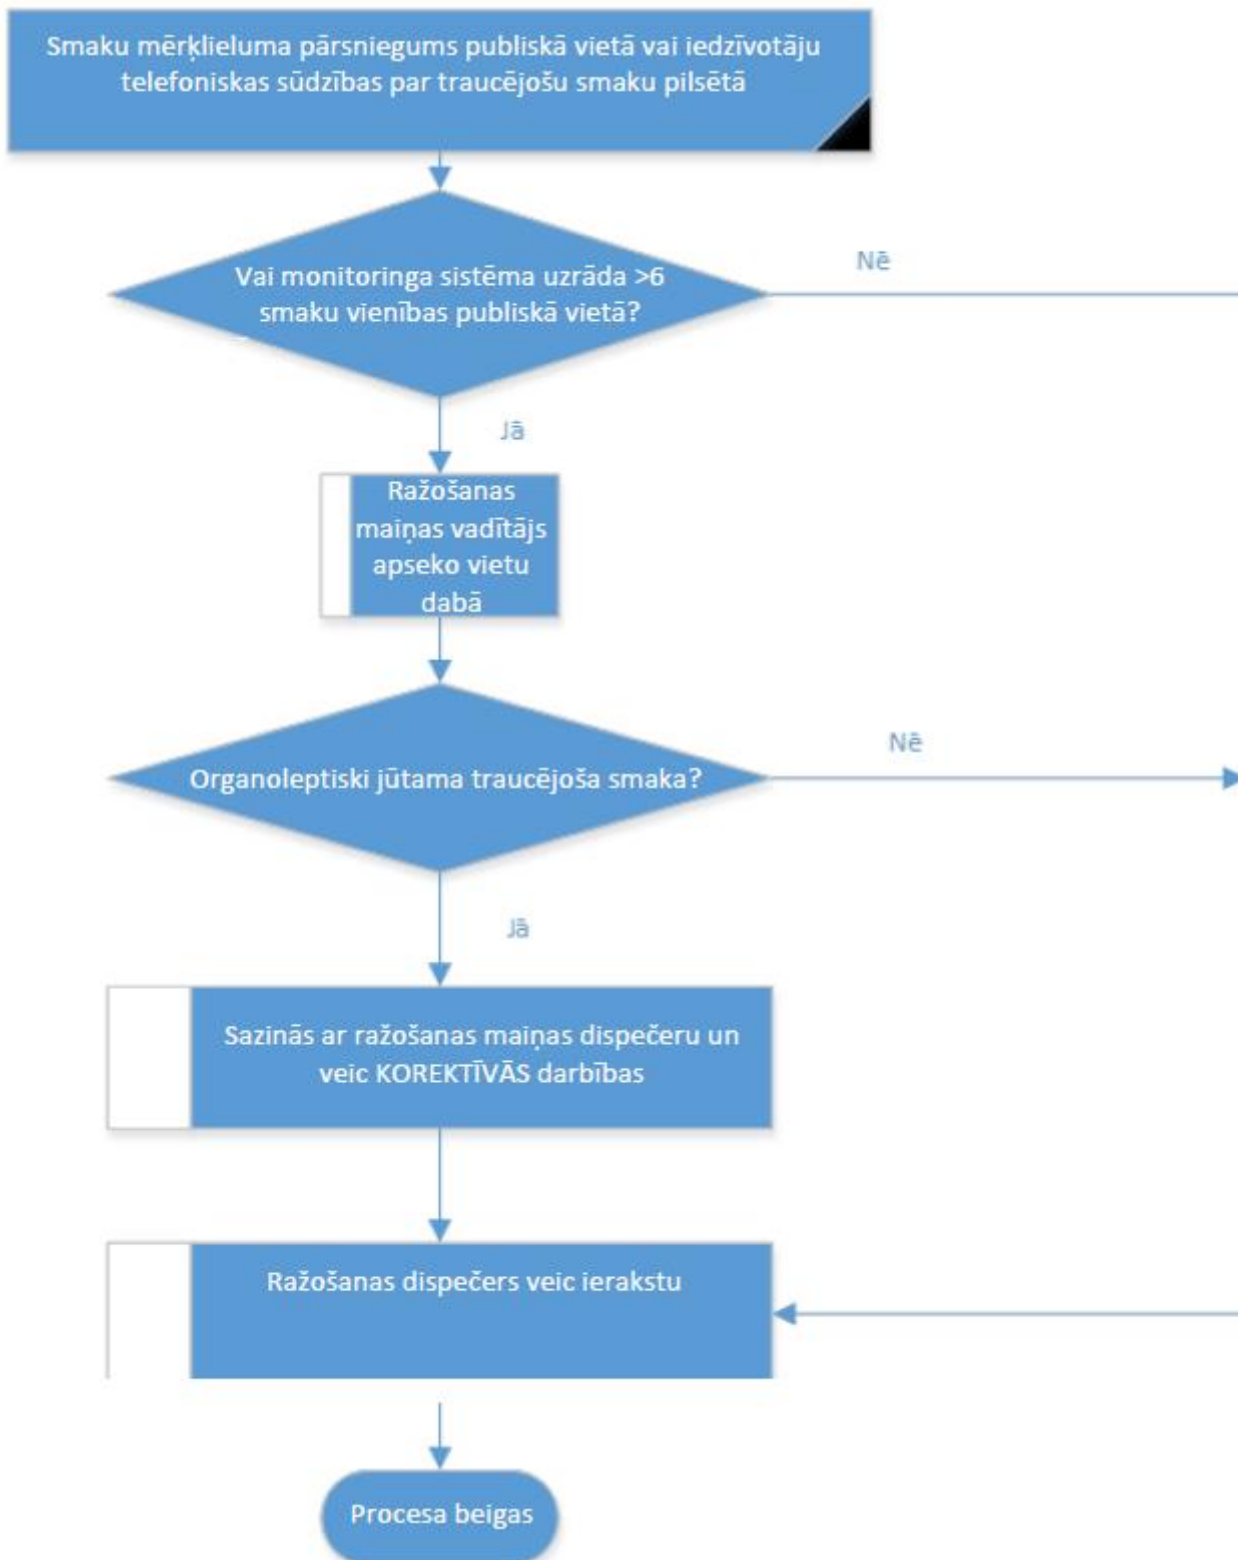 Smaku mērķlieluma pārsniegums publiskā vietā vai iedzīvotāju
telefoniskas sūdzības par traucējošu smaku pilsētā
Vai monitoringa sistēma uzrāda >6
smaku vienības publiskā vietā?
Nē
Jā
Ražošanas
maiņas vadītājs
apseko vietu
dabā
Organoleptiski jūtama traucējoša smaka?
Nē
Jā
Sazinās ar ražošanas maiņas dispečeru un
veic KOREKTĪVĀS darbības
Ražošanas dispečers veic ierakstu
Procesa beigas